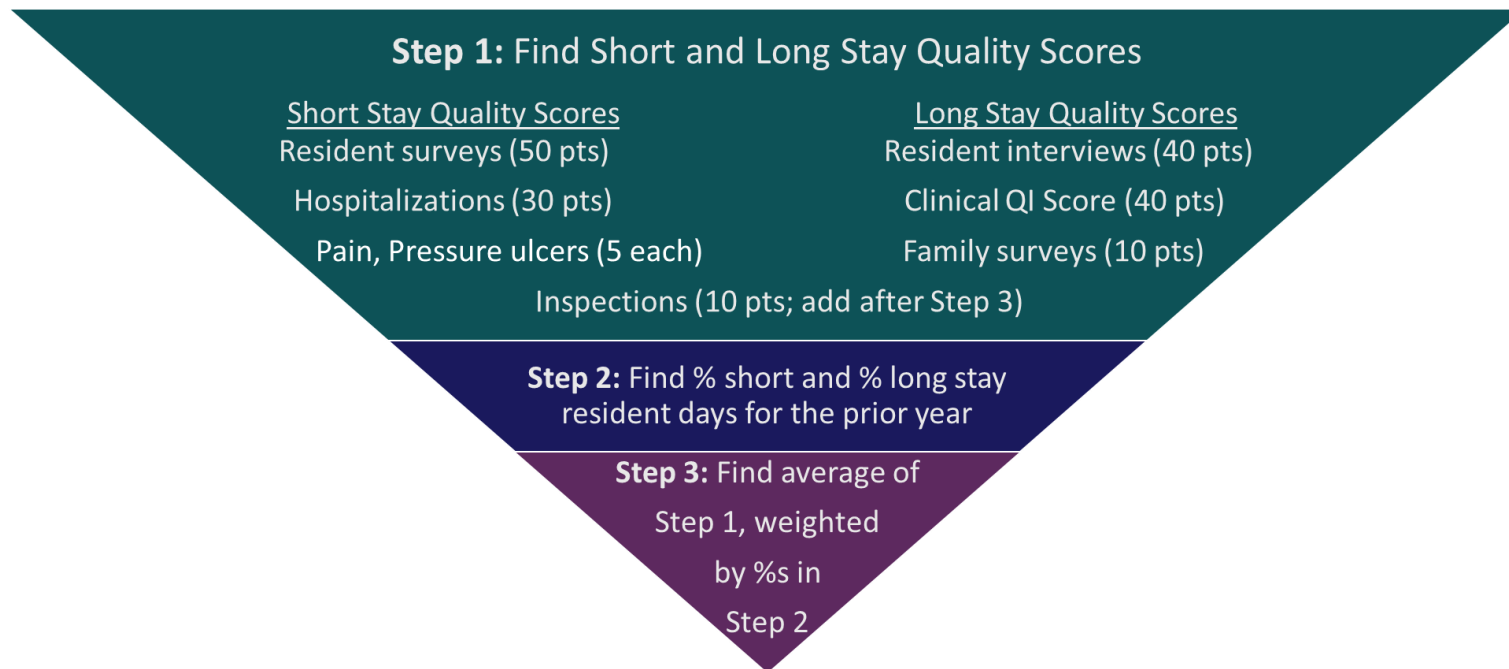 Step 1: Find Short and Long Stay Quality Scores
Short Stay Quality Scores
Resident surveys (50 pts)
Hospitalizations (30 pts)
Pain, Pressure ulcers (5 each)
Long Stay Quality Scores
Resident interviews (40 pts)
Clinical QI Score (40 pts)
Family surveys (10 pts)
Inspections (10 pts; add after Step 3)
Step 2: Find % short and % long stay
resident days for the prior year
Step 3: Find average of
Step 1, weighted
by %s in
Step 2